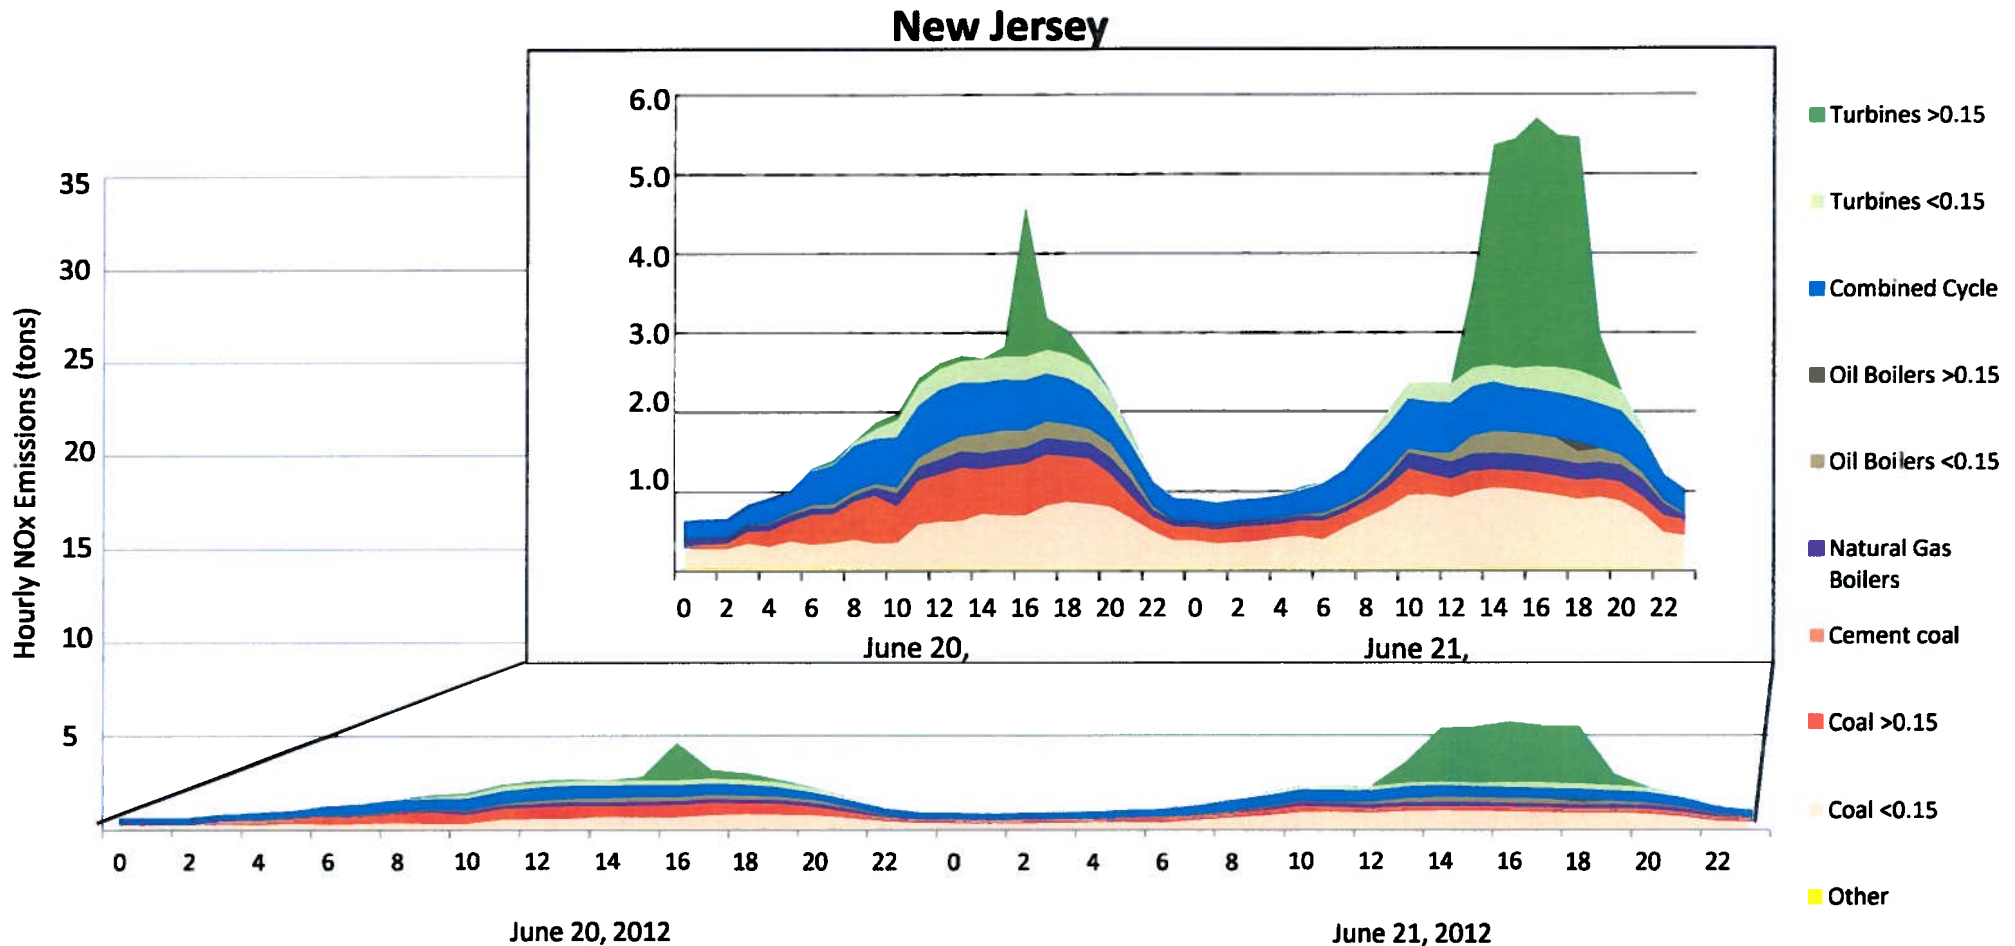 New Jersey
Hourly NOx Emissions (tons)
35
30
25
20
15
10
5
6.0
5.0
4.0
3.0
2.0
1.0
0 2 4 6 8 10 12 14 16 18 20 22 0 2 4 6 8 10 12 14 16 18 20 22
June 20, June 21,
0 2 4 6 8 10 12 14 16 18 20 22 0 2 4 6 8 10 12 14 16 18 20 22
June 20, 2012 June 21, 2012
Turbines >0.15
Turbines <0.15
Combined Cycle
Oil Boilers >0.15
Oil Boilers <0.15
Natural Gas
Boilers
Cement coal
Coal >0.15
Coal <0.15
Other